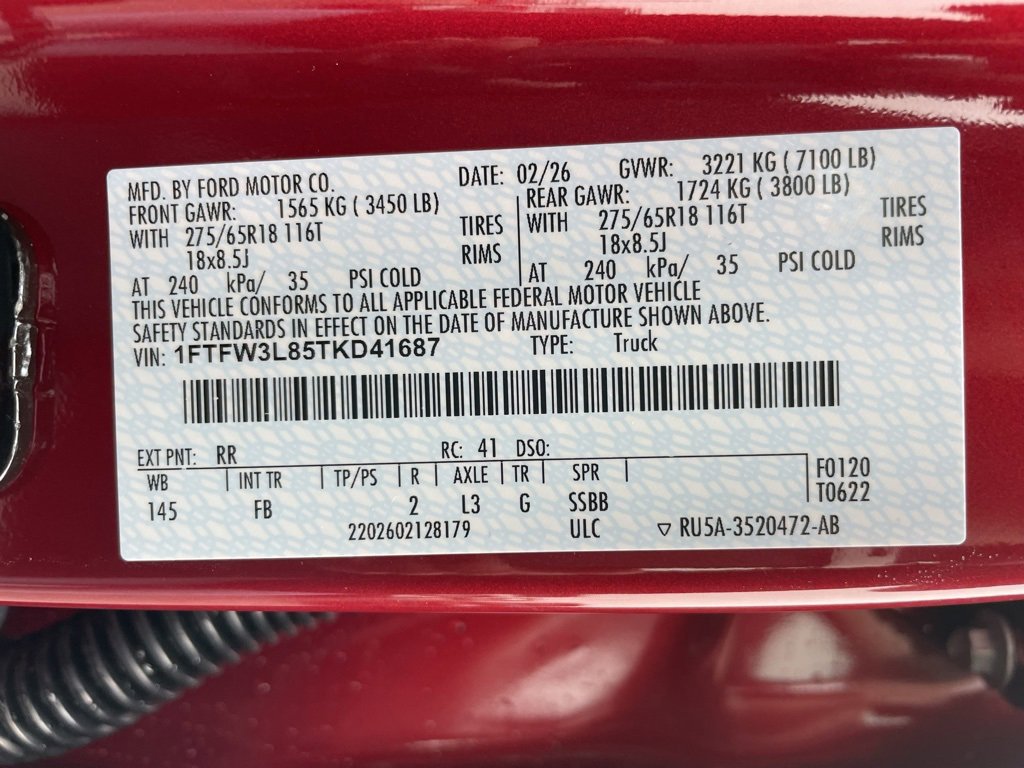 MFD. BY FORD MOTOR CO. DATE: 02/26 GVWR: 3221 KG ( 7100 LB)
FRONT GAWR: 1565 KG ( 3450 LB) REAR GAWR: 1724 KG ( 3800 LB)
WITH 275/65R18 116T TIRES WITH 275/65R18 116T TIRES
18x8.5J RIMS 18x8.5J RIMS
AT 240 kPa/ 35 PSI COLD AT 240 kPa/ 35 PSI COLD
THIS VEHICLE CONFORMS TO ALL APPLICABLE FEDERAL MOTOR VEHICLE
SAFETY STANDARDS IN EFFECT ON THE DATE OF MANUFACTURE SHOWN ABOVE.
VIN: 1FTFW3L85TKD41687 TYPE: Truck
EXT PNT: RR RC: 41 DSO:
WB INT TR TP/PS R AXLE TR SPR F0120
145 FB 2 L3 G SSBB T0622
2202602128179 ULC ▽ RU5A-3520472-AB